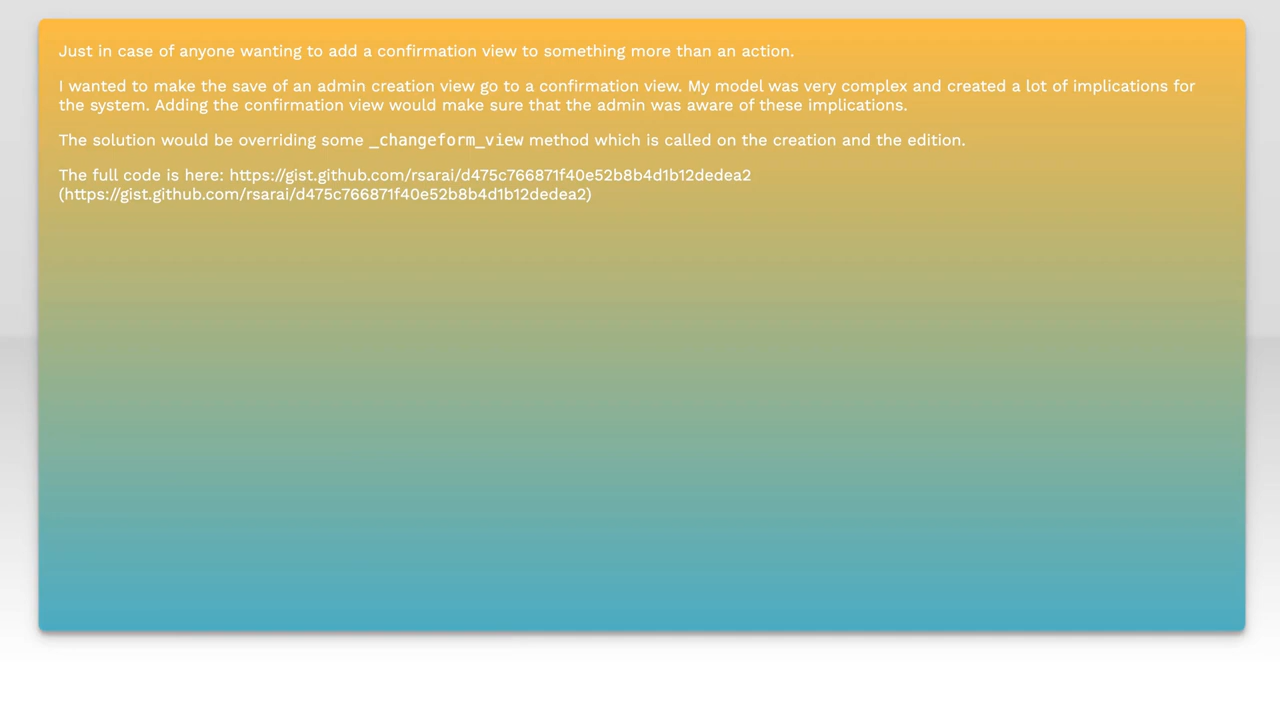 Just in case of anyone wanting to add a confirmation view to something more than an action.
I wanted to make the save of an admin creation view go to a confirmation view. My model was very complex and created a lot of implications for
the system. Adding the confirmation view would make sure that the admin was aware of these implications.
The solution would be overriding some _changeform_view method which is called on the creation and the edition.
The full code is here: https://gist.github.com/rsarai/d475c766871f40e52b8b4d1b12dedea2
(https://gist.github.com/rsarai/d475c766871f40e52b8b4d1b12dedea2)